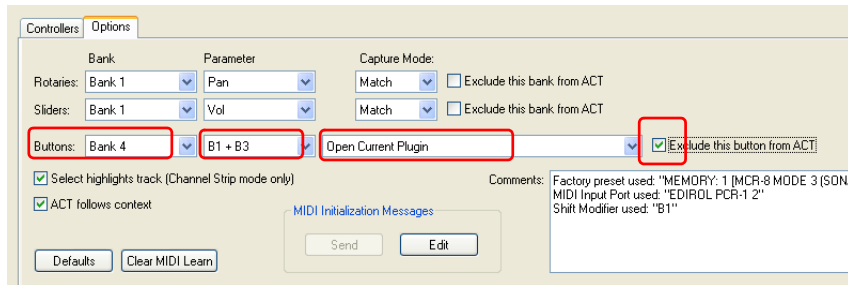 Controllers Options
Bank Parameter Capture Mode:
Rotaries: Bank 1 Pan Match Exclude this bank from ACT
Sliders: Bank 1 Vol Match Exclude this bank from ACT
Buttons: Bank 4 B1 + B3 Open Current Plugin Exclude this button from ACT
Select highlights track (Channel Strip mode only) Comments: Factory preset used: "MEMORY: 1 [MCR-8 MODE 3 (SON
ACT follows context MIDI Input Port used: "EDIROL PCR-1 2"
MIDI Initialization Messages Shift Modifier used: "B1"
Send Edit
Defaults Clear MIDI Learn